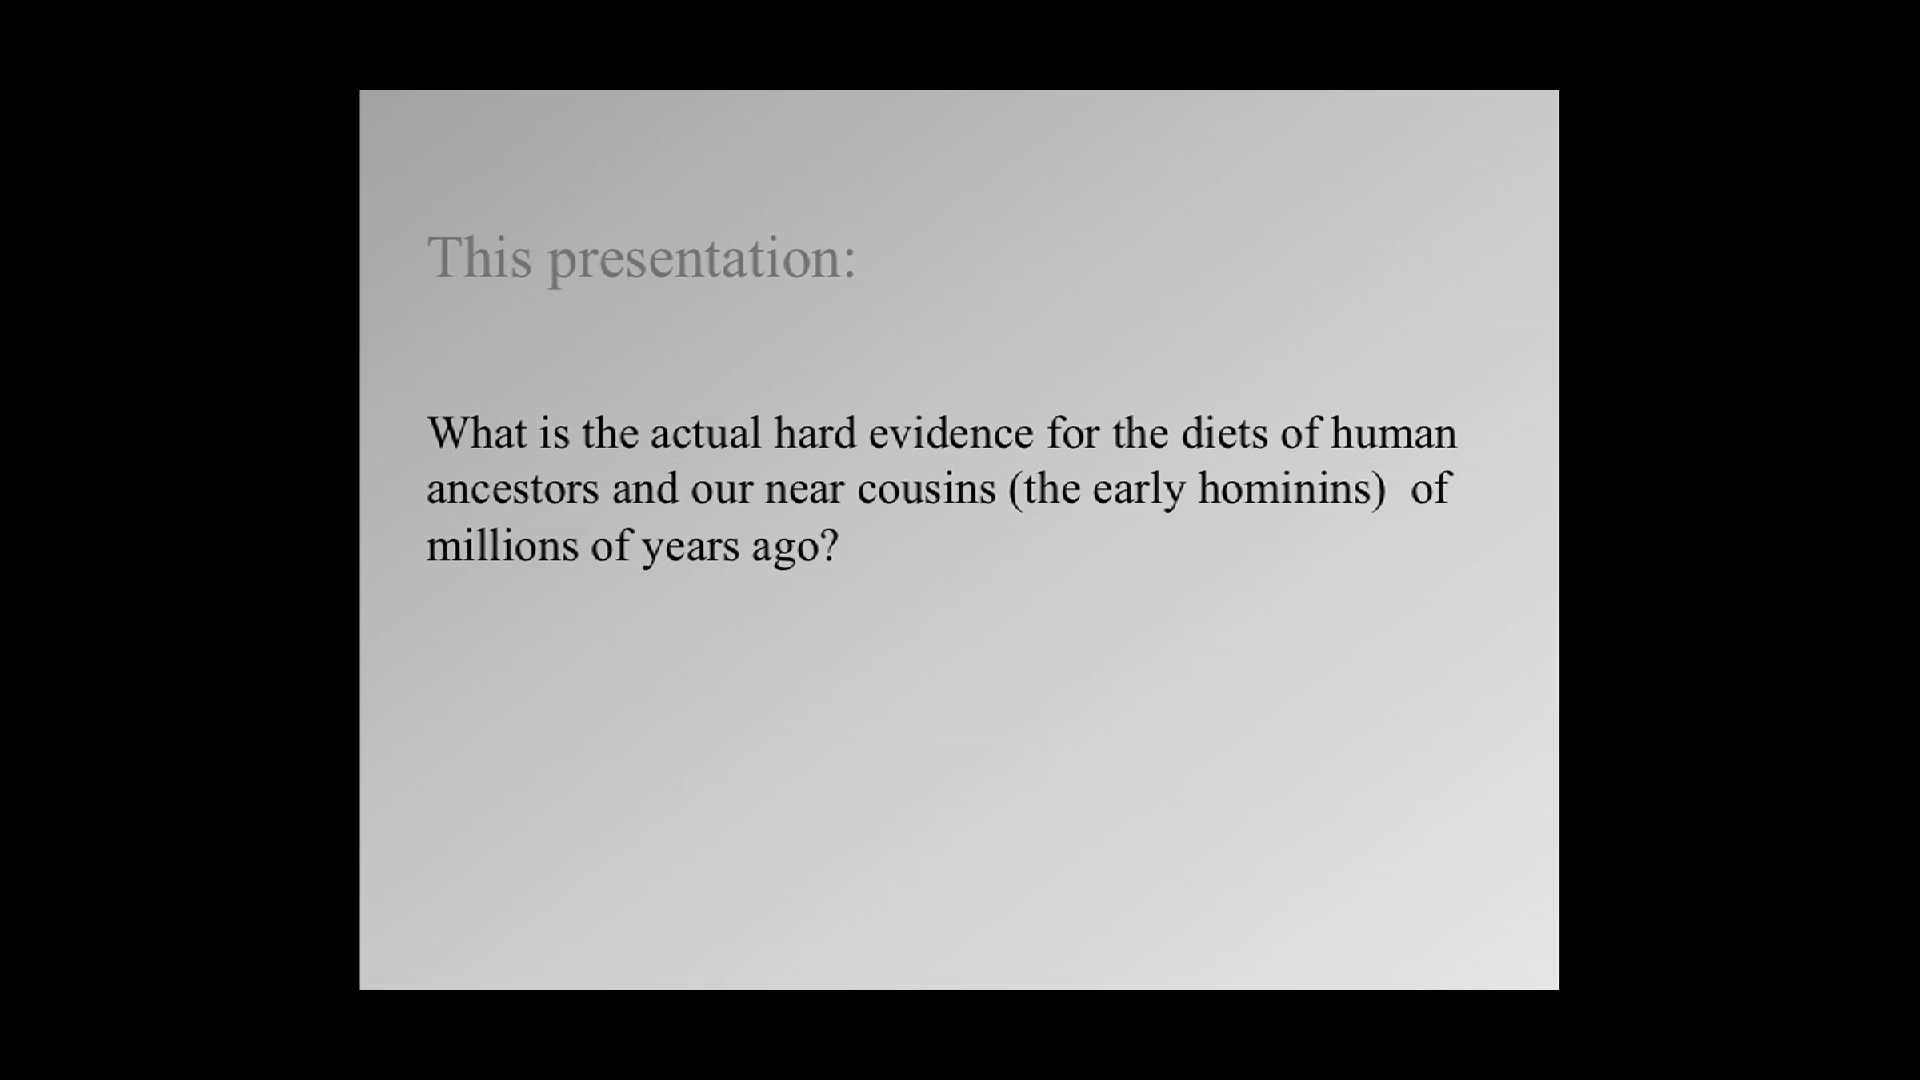 This presentation:
What is the actual hard evidence for the diets of human
ancestors and our near cousins (the early hominins)  of
millions of years ago?